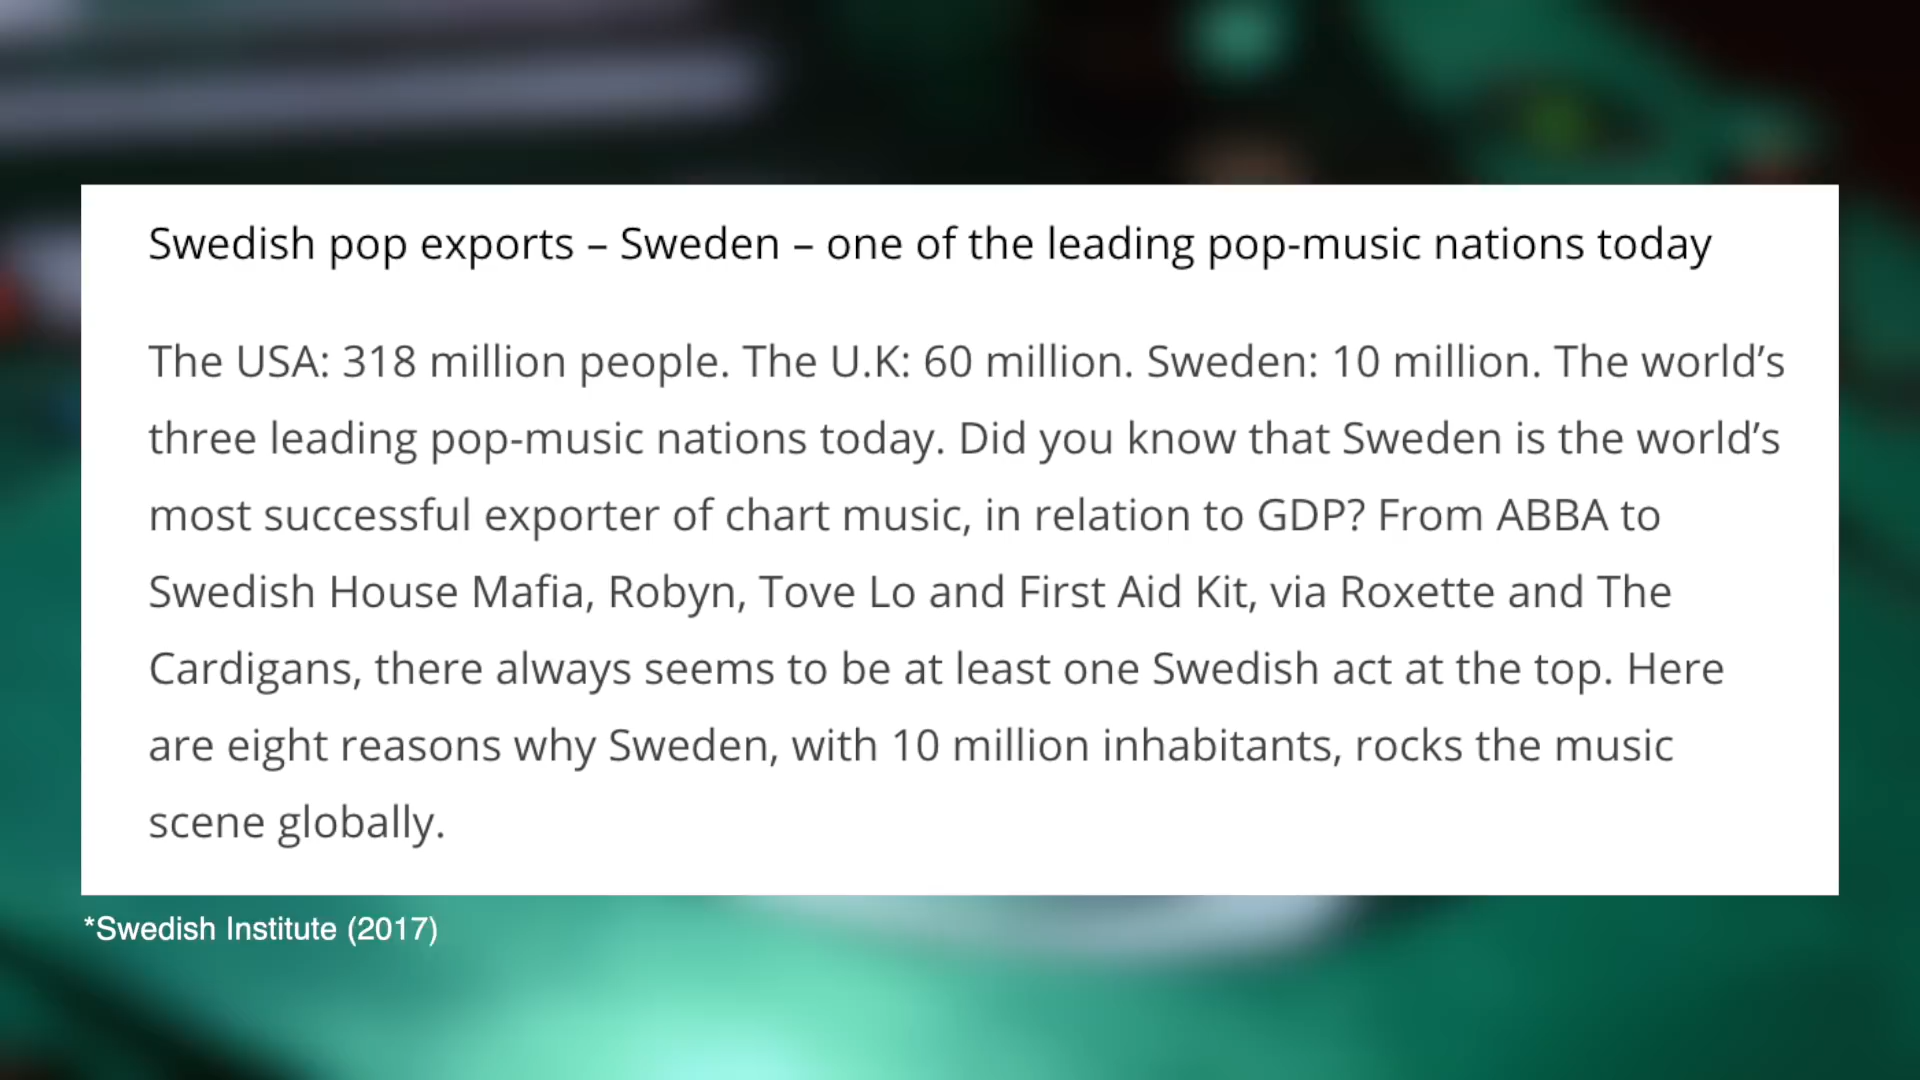 Swedish pop exports – Sweden – one of the leading pop-music nations today
The USA: 318 million people. The U.K: 60 million. Sweden: 10 million. The world’s
three leading pop-music nations today. Did you know that Sweden is the world’s
most successful exporter of chart music, in relation to GDP? From ABBA to
Swedish House Mafia, Robyn, Tove Lo and First Aid Kit, via Roxette and The
Cardigans, there always seems to be at least one Swedish act at the top. Here
are eight reasons why Sweden, with 10 million inhabitants, rocks the music
scene globally.
*Swedish Institute (2017)